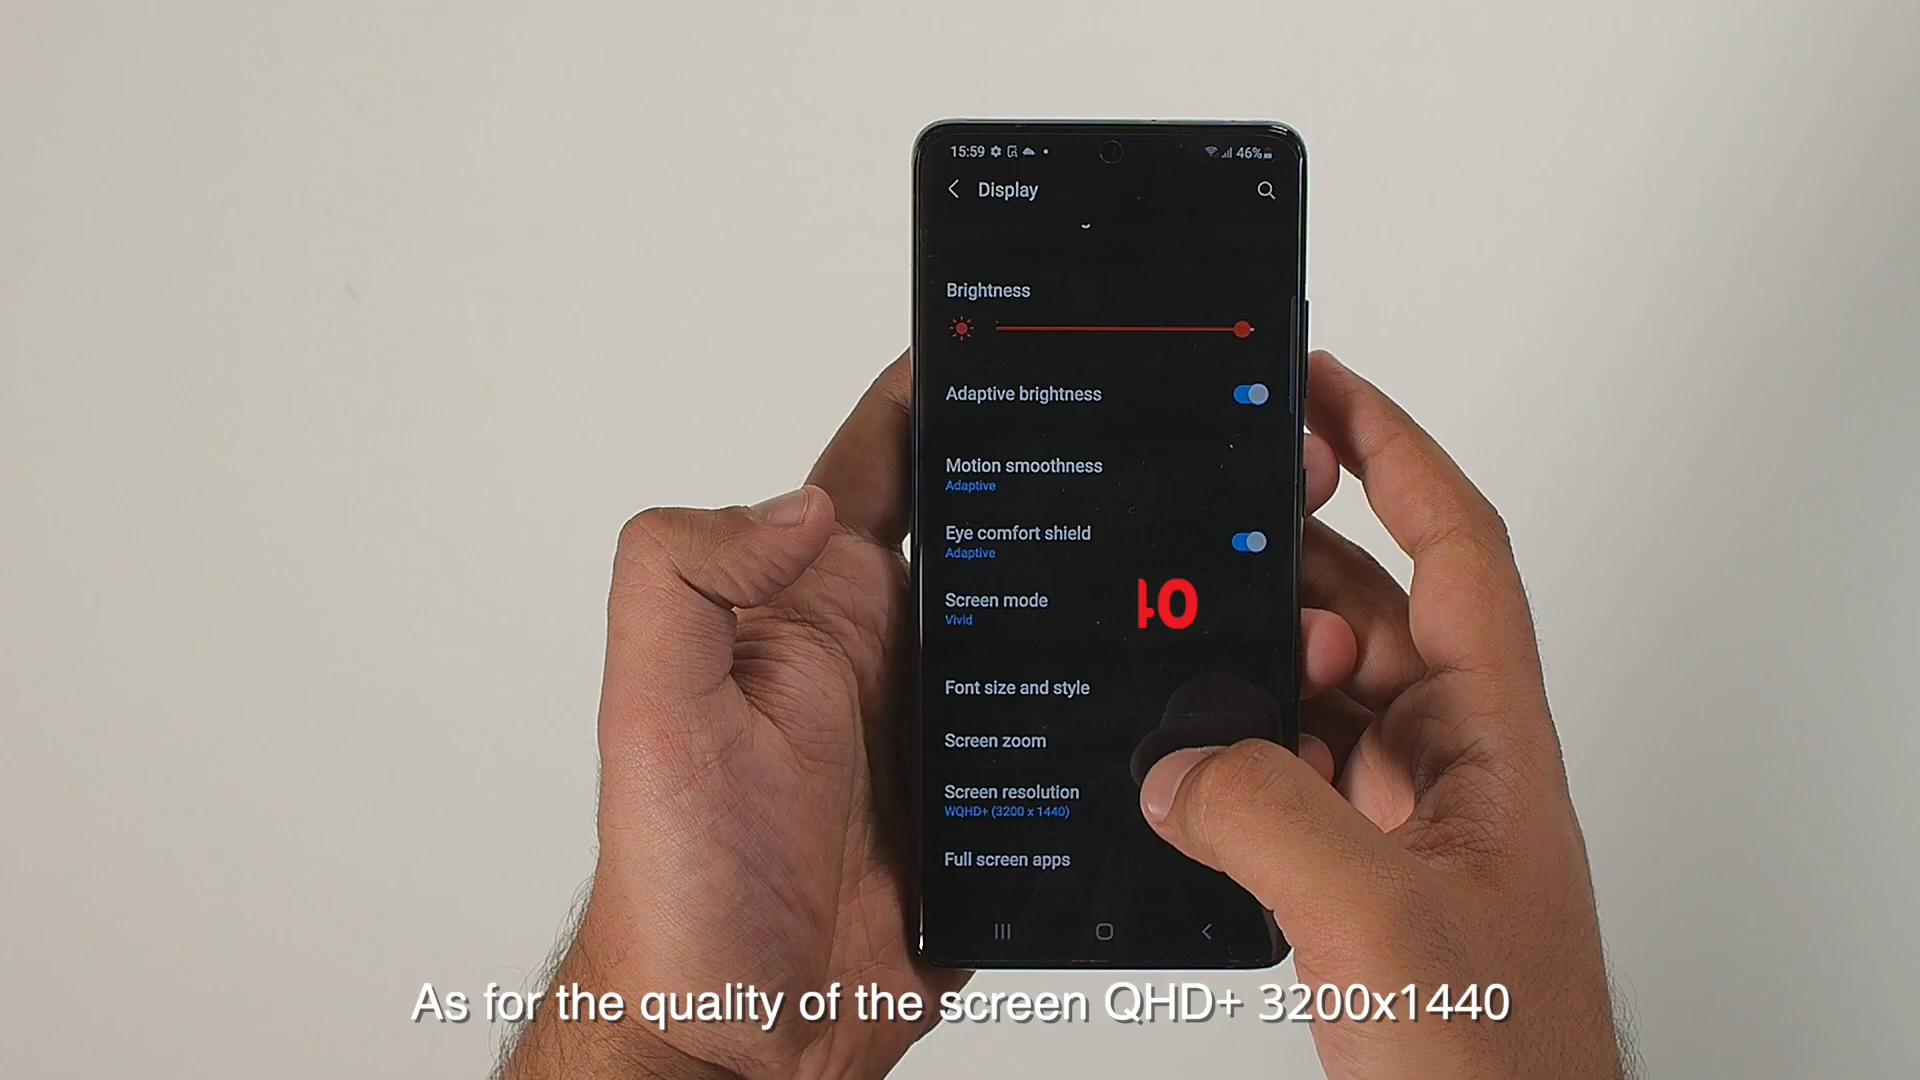 15:59
46%
Display
Brightness
Adaptive brightness
Motion smoothness
Adaptive
Eye comfort shield
Adaptive
Screen mode
Vivid
Font size and style
Screen zoom
Screen resolution
WQHD+ (3200 x 1440)
Full screen apps
As for the quality of the screen QHD+ 3200x1440